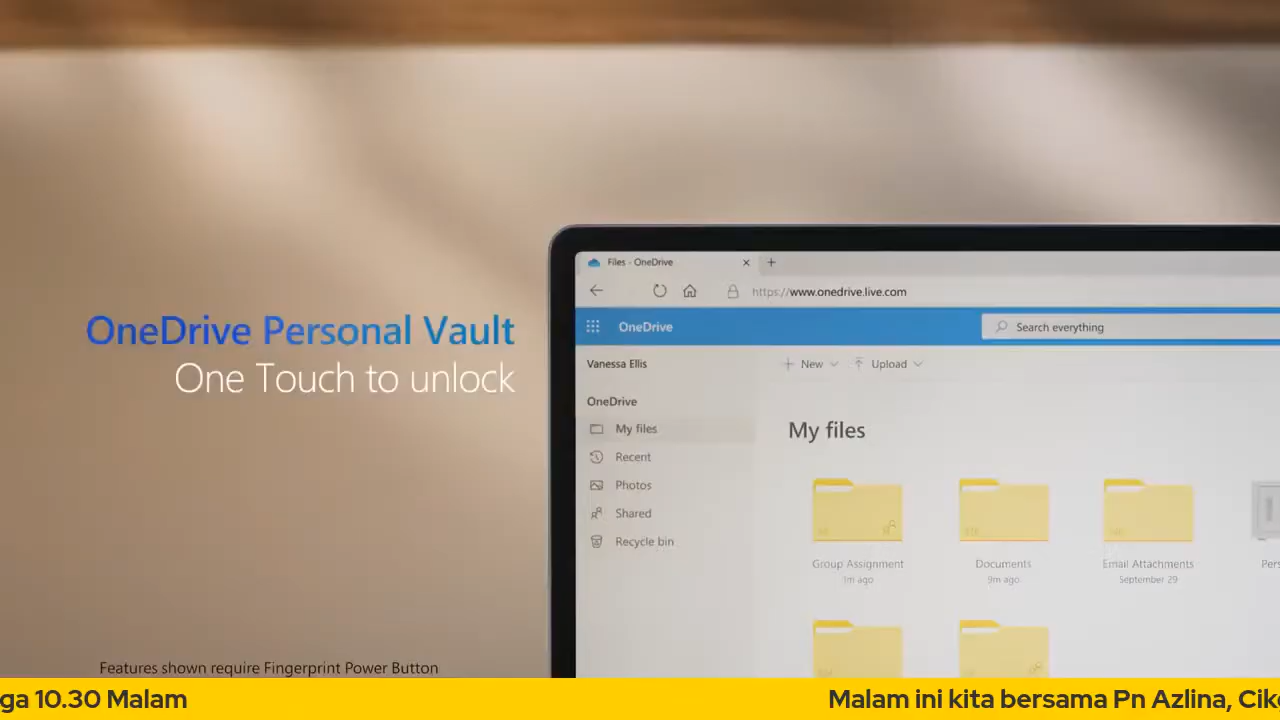 OneDrive Personal Vault
One Touch to unlock
Files - OneDrive
https://www.onedrive.live.com
OneDrive
Search everything
Vanessa Ellis
New
Upload
OneDrive
My files
Recent
Photos
Shared
Recycle bin
My files
Group Assignment
1m ago
Documents
9m ago
Email Attachments
September 29
Features shown require Fingerprint Power Button
10.30 Malam
Malam ini kita bersama Pn Azlina,